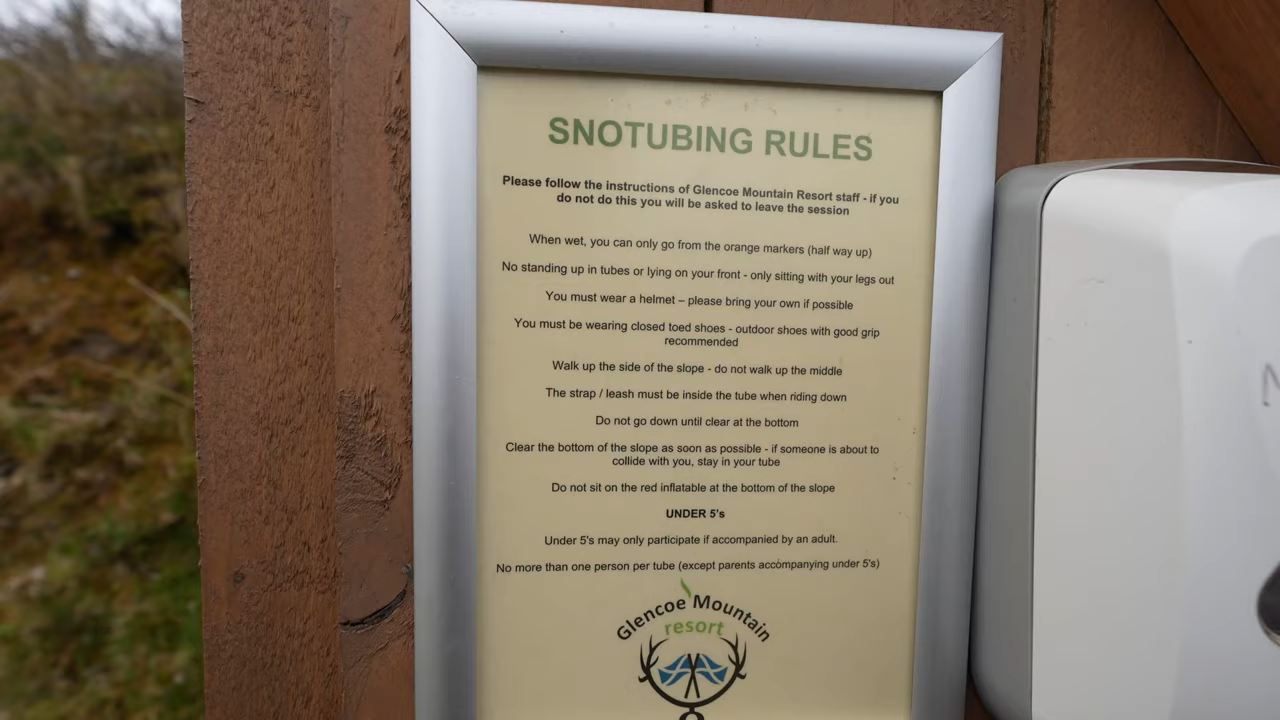 SNOTUBING RULES
Please follow the instructions of Glencoe Mountain Resort staff - if you
do not do this you will be asked to leave the session
When wet, you can only go from the orange markers (half way up)
No standing up in tubes or lying on your front - only sitting with your legs out
You must wear a helmet – please bring your own if possible
You must be wearing closed toed shoes - outdoor shoes with good grip
recommended
Walk up the side of the slope - do not walk up the middle
The strap / leash must be inside the tube when riding down
Do not go down until clear at the bottom
Clear the bottom of the slope as soon as possible - if someone is about to
collide with you, stay in your tube
Do not sit on the red inflatable at the bottom of the slope
UNDER 5's
Under 5's may only participate if accompanied by an adult.
No more than one person per tube (except parents accompanying under 5's)
Glencoe Mountain
resort